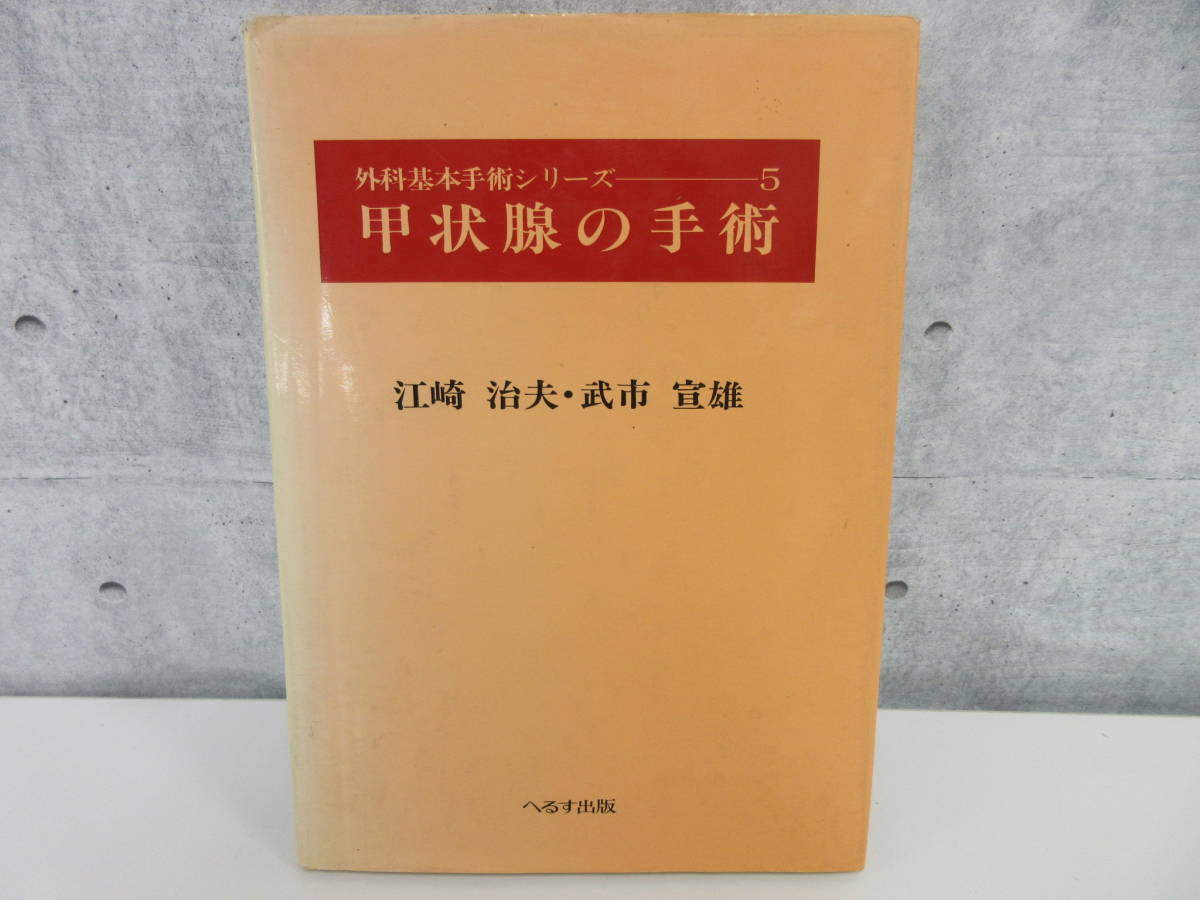 外科基本手術シリーズ―――5
甲状腺の手術
江崎 治夫・武市 宣雄
へるす出版